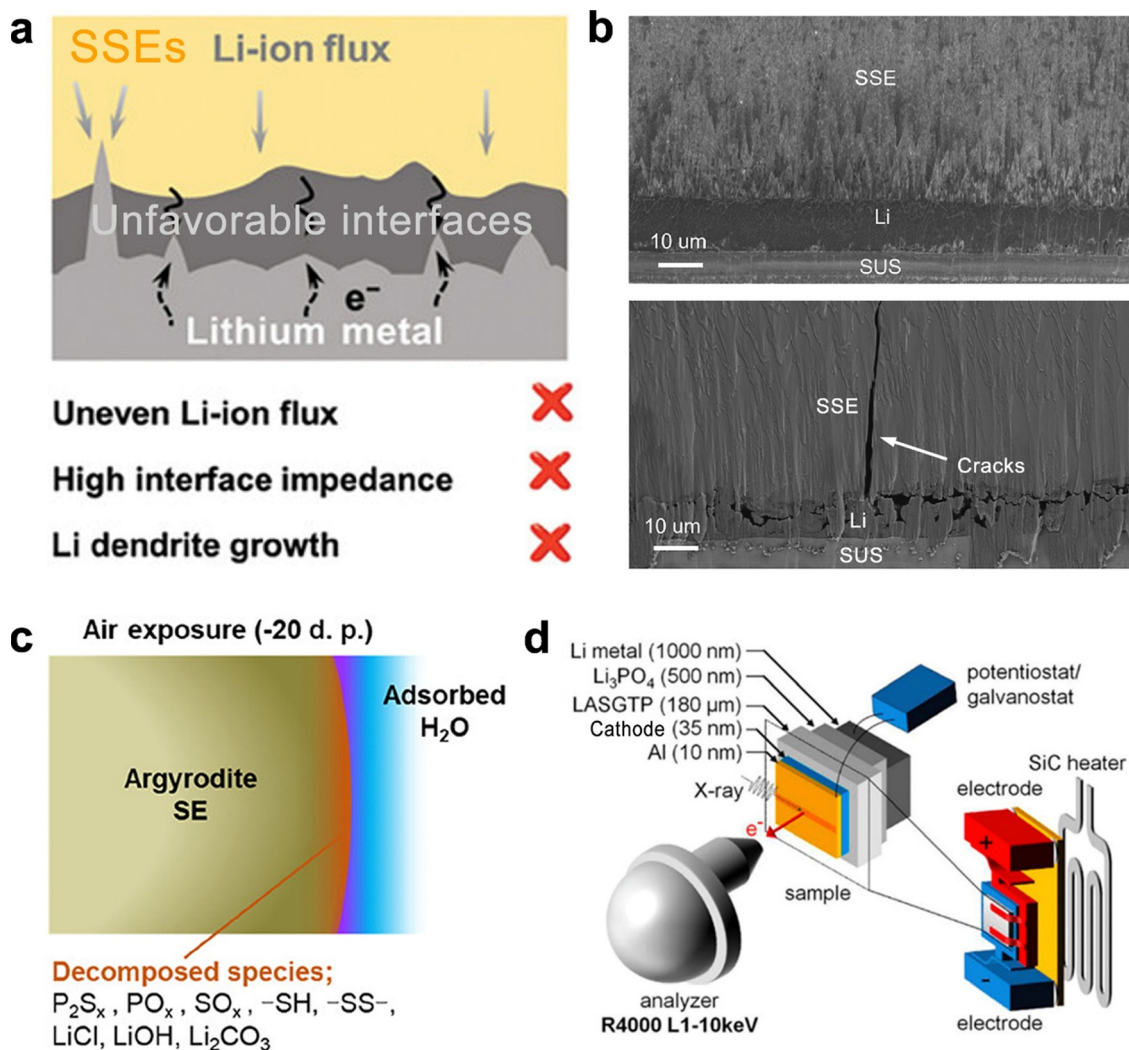 a
SSEs Li-ion flux
Unfavorable interfaces
e⁻
Lithium metal
Uneven Li-ion flux
High interface impedance
Li dendrite growth
b
SSE
Li
10 um
SUS
SSE
Cracks
Li
10 um
SUS
c
Air exposure (-20 d. p.)
Adsorbed
H₂O
Argyrodite
SE
Decomposed species;
P₂Sₓ, POₓ, SOₓ, -SH, -SS-,
LiCl, LiOH, Li₂CO₃
d
Li metal (1000 nm)
Li₃PO₄ (500 nm)
LASGTP (180 µm)
Cathode (35 nm)
Al (10 nm)
X-ray
e⁻
potentiostat/
galvanostat
SiC heater
electrode
+
sample
−
analyzer
R4000 L1-10keV
electrode